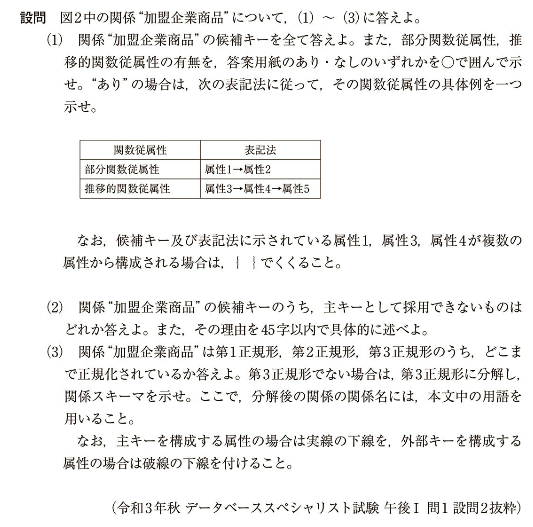 設問　図2中の関係“加盟企業商品”について，(1)～(3)に答えよ。
(1)　関係“加盟企業商品”の候補キーを全て答えよ。また，部分関数従属性，推
移的関数従属性の有無を，答案用紙のあり・なしのいずれかを○で囲んで示
せ。“あり”の場合は，次の表記法に従って，その関数従属性の具体例を一つ
示せ。
関数従属性　表記法
部分関数従属性　属性1→属性2
推移的関数従属性　属性3→属性4→属性5
なお，候補キー及び表記法に示されている属性1，属性3，属性4が複数の
属性から構成される場合は，｛　｝でくくること。
(2)　関係“加盟企業商品”の候補キーのうち，主キーとして採用できないものは
どれか答えよ。また，その理由を45字以内で具体的に述べよ。
(3)　関係“加盟企業商品”は第1正規形，第2正規形，第3正規形のうち，どこま
で正規化されているか答えよ。第3正規形でない場合は，第3正規形に分解し，
関係スキーマを示せ。ここで，分解後の関係の関係名には，本文中の用語を
用いること。
なお，主キーを構成する属性の場合は実線の下線を，外部キーを構成する
属性の場合は破線の下線を付けること。
(令和3年秋 データベーススペシャリスト試験 午後Ⅰ 問1 設問2抜粋)